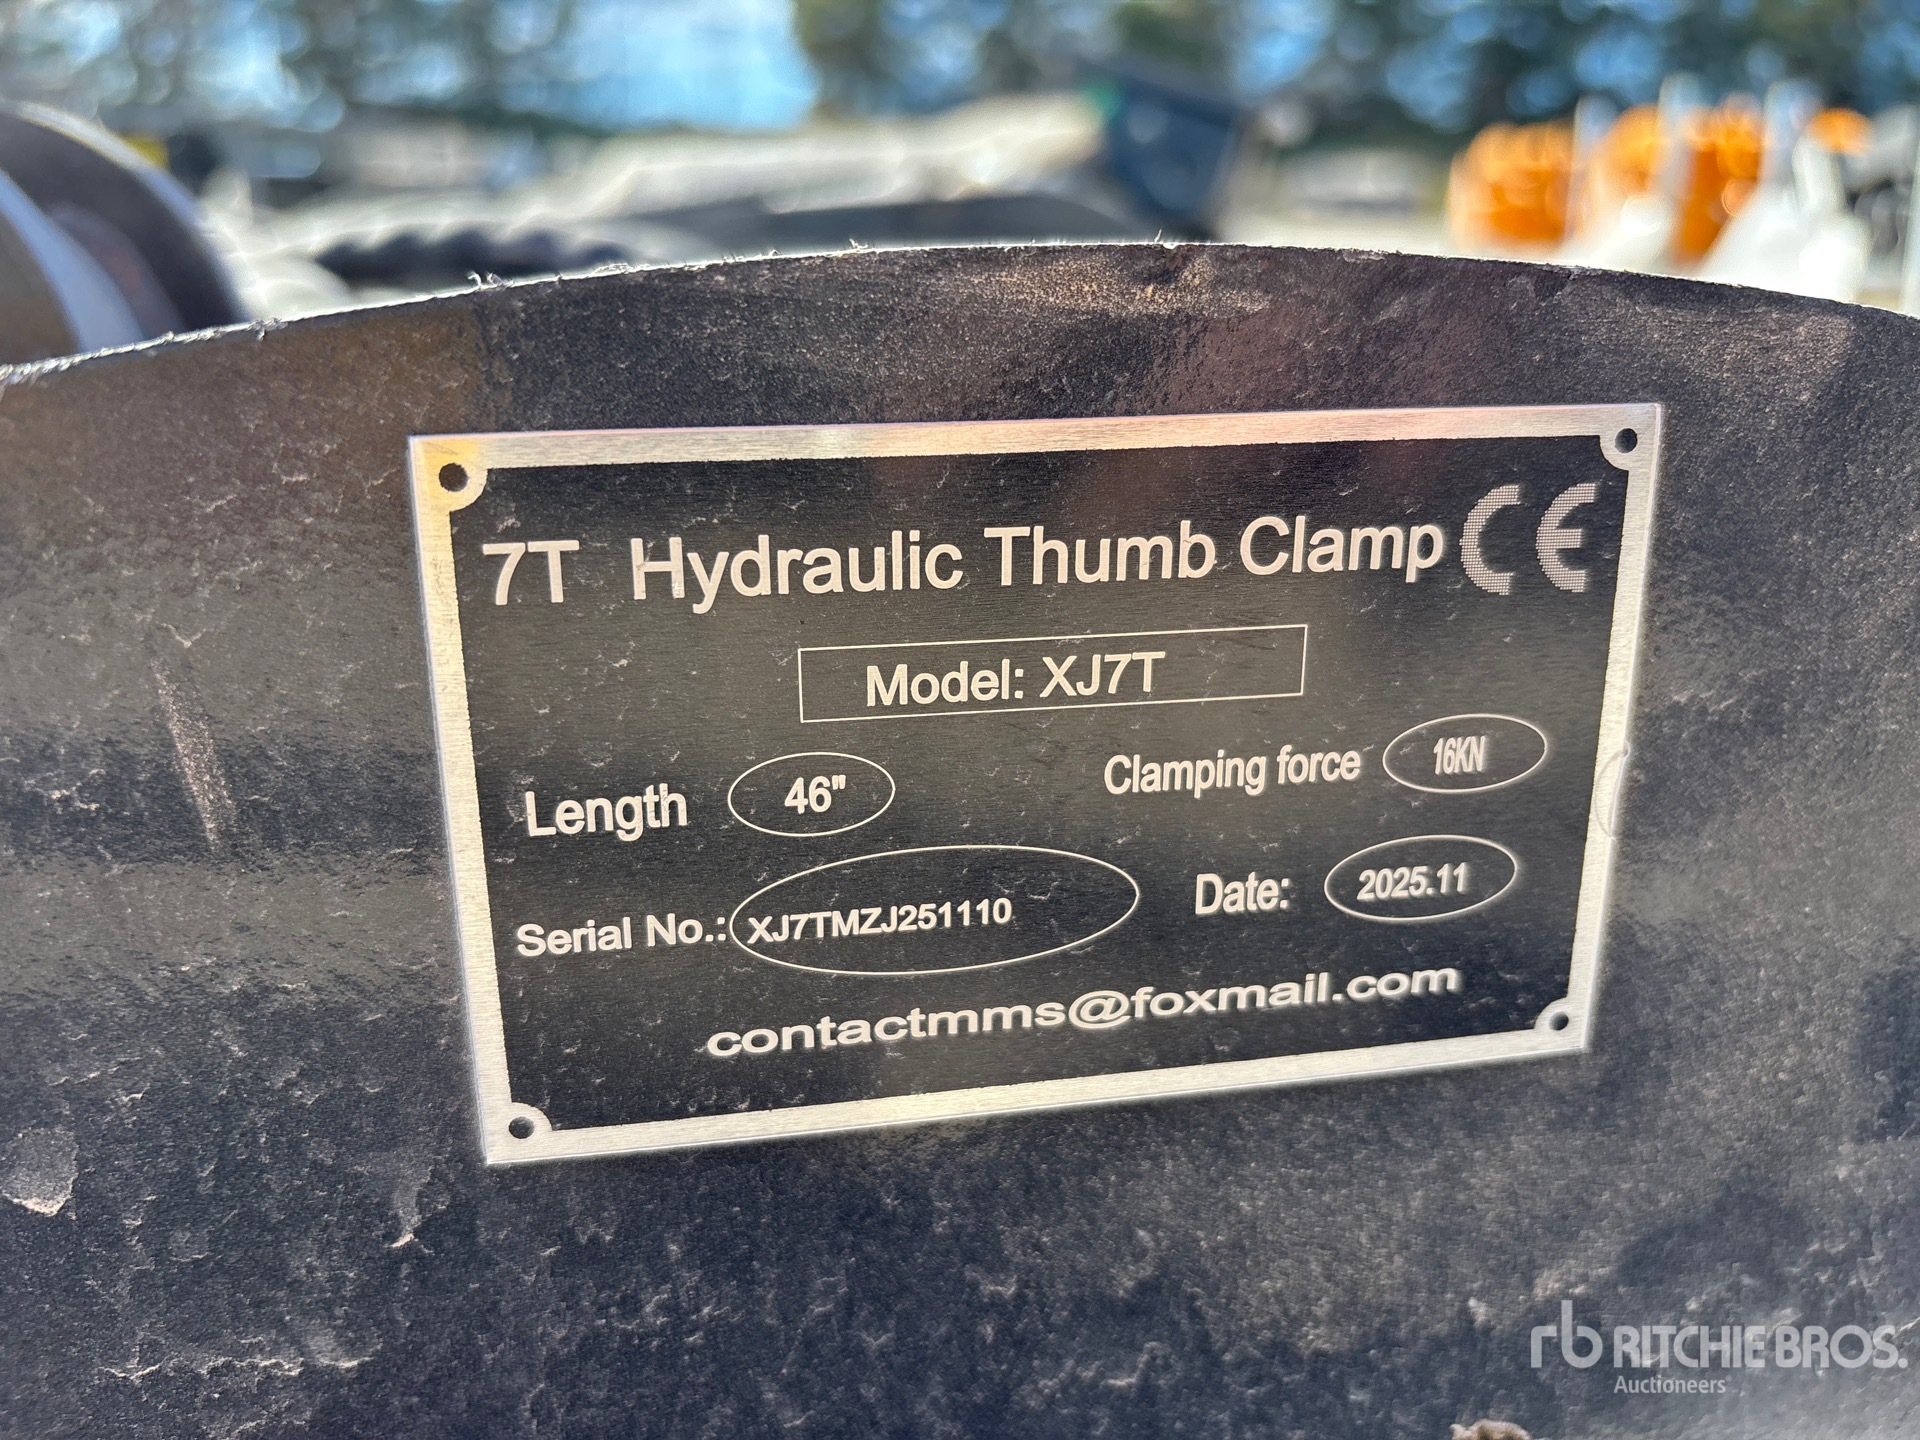 7T Hydraulic Thumb Clamp CE
Model: XJ7T
Length 46" Clamping force 16KN
Serial No.: XJ7TMZJ251110 Date: 2025.11
contactmms@foxmail.com
rb RITCHIE BROS.
Auctioneers